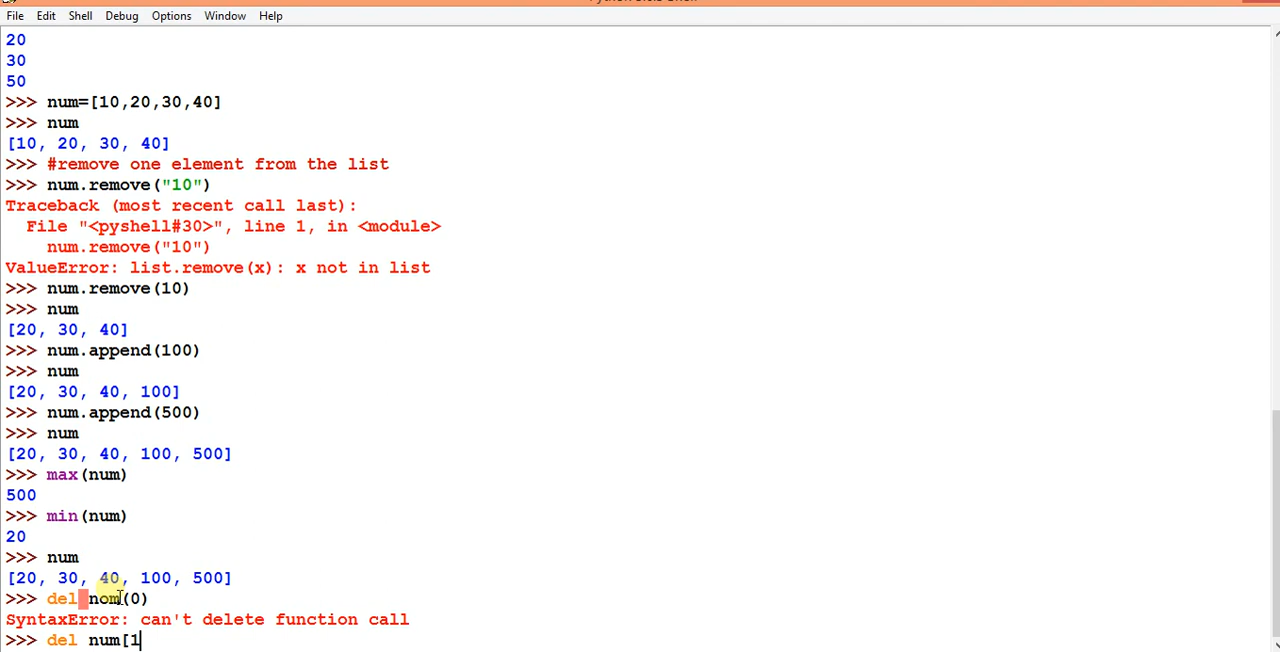 File Edit Shell Debug Options Window Help
20
30
50
>>> num=[10,20,30,40]
>>> num
[10, 20, 30, 40]
>>> #remove one element from the list
>>> num.remove("10")
Traceback (most recent call last):
  File "<pyshell#30>", line 1, in <module>
    num.remove("10")
ValueError: list.remove(x): x not in list
>>> num.remove(10)
>>> num
[20, 30, 40]
>>> num.append(100)
>>> num
[20, 30, 40, 100]
>>> num.append(500)
>>> num
[20, 30, 40, 100, 500]
>>> max(num)
500
>>> min(num)
20
>>> num
[20, 30, 40, 100, 500]
>>> del nom(0)
SyntaxError: can't delete function call
>>> del num[1